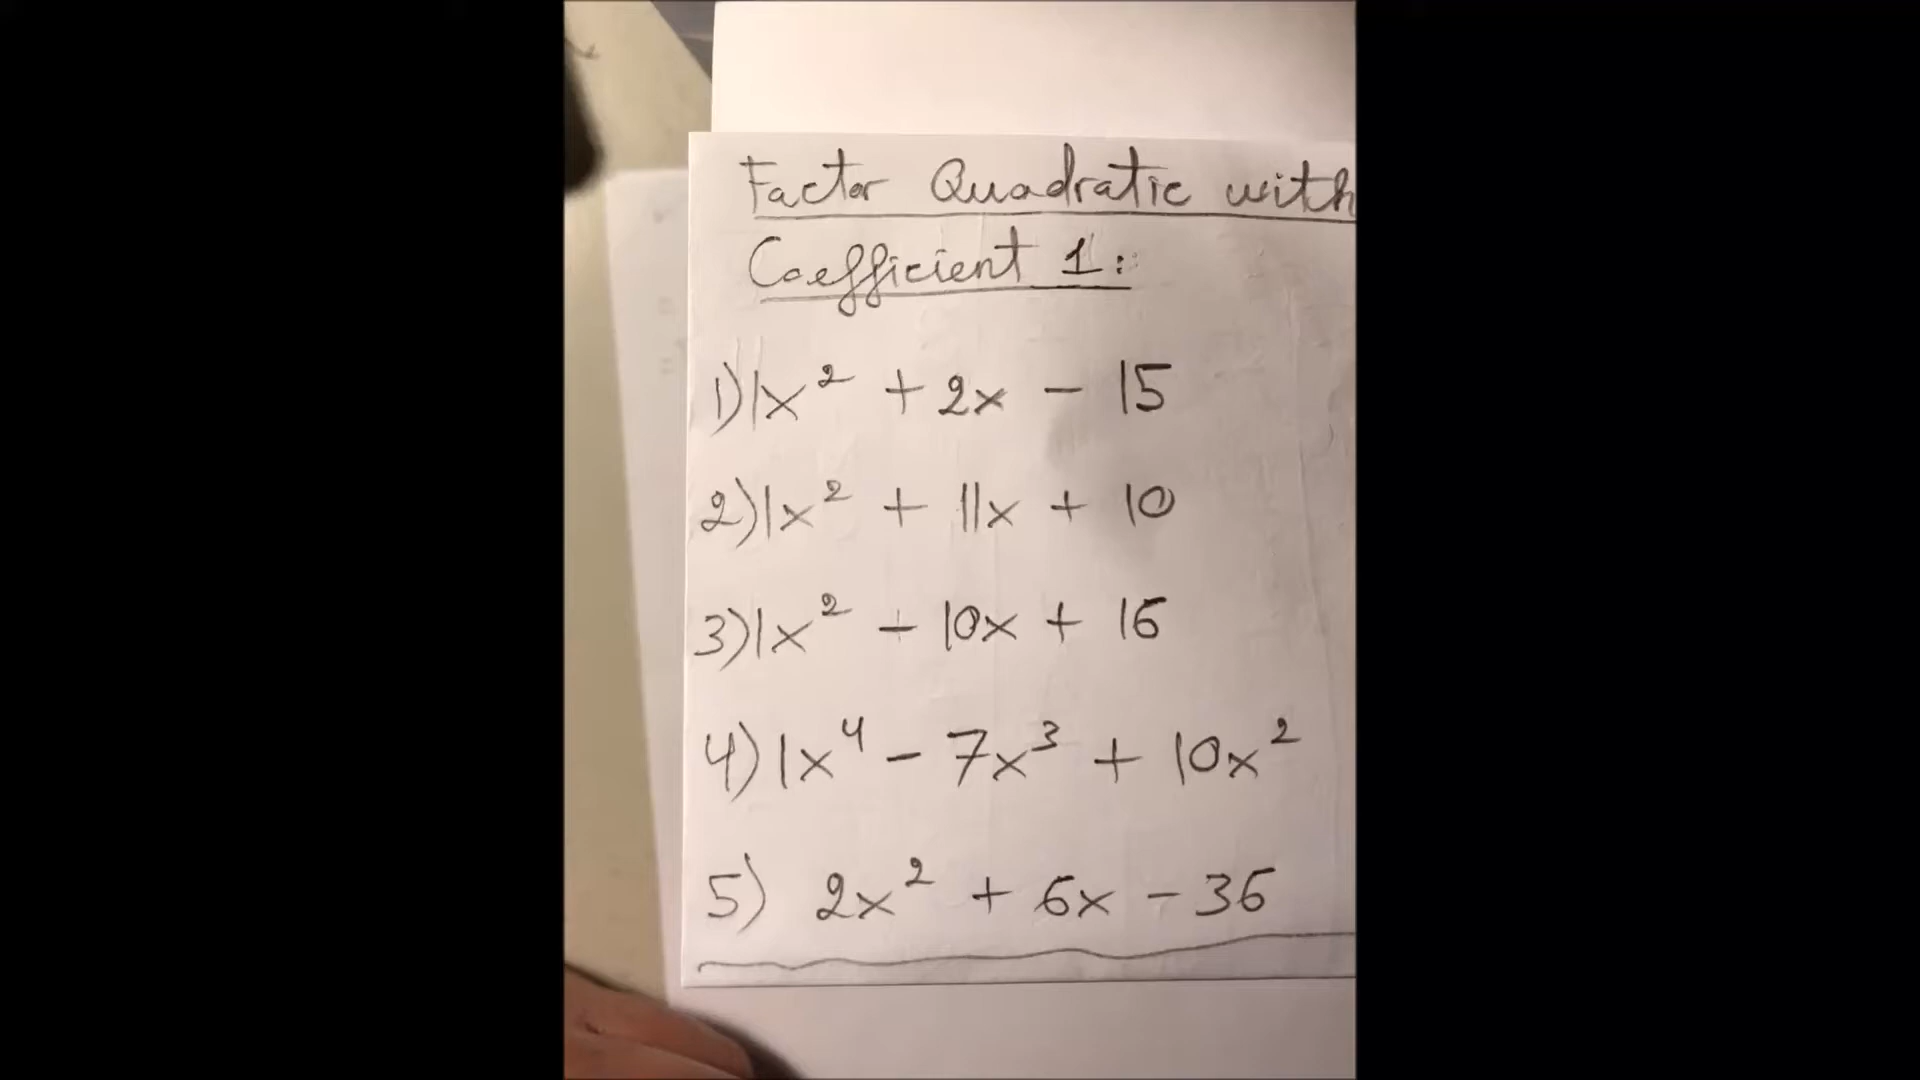 Factor Quadratic with
Coefficient 1:
1) 1x² + 2x - 15
2) 1x² + 11x + 10
3) 1x² - 10x + 16
4) 1x⁴ - 7x³ + 10x²
5) 2x² + 6x - 36